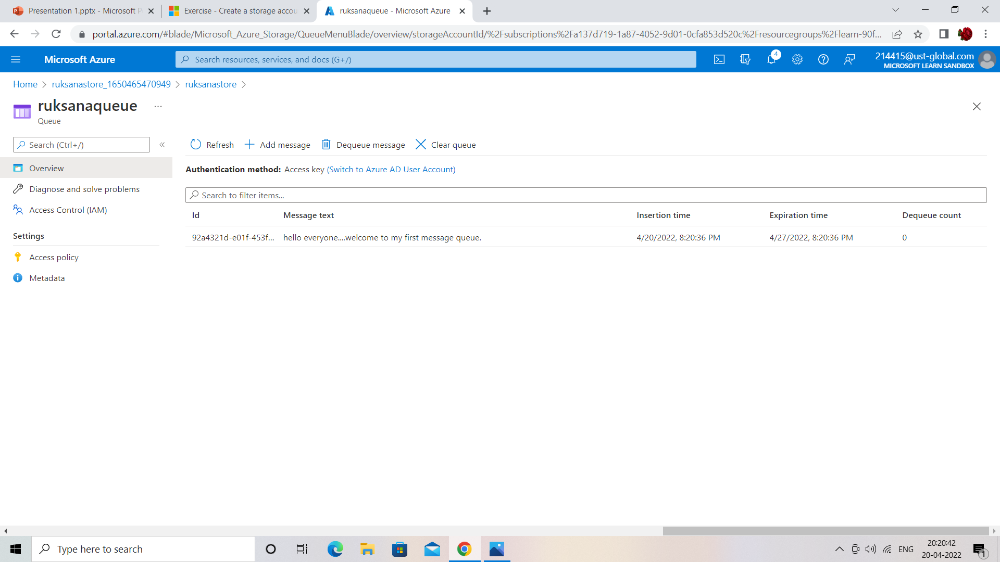 Presentation 1.pptx - Microsoft P
Exercise - Create a storage accou
ruksanaqueue - Microsoft Azure
portal.azure.com/#blade/Microsoft_Azure_Storage/QueueMenuBlade/overview/storageAccountId/%2Fsubscriptions%2Fa137d719-1a87-4052-9d01-0cfa853d520c%2Fresourcegroups%2Flearn-90f...
Microsoft Azure
Search resources, services, and docs (G+/)
4
214415@ust-global.com
MICROSOFT LEARN SANDBOX
Home > ruksanastore_1650465470949 > ruksanastore >
ruksanaqueue ...
Queue
Search (Ctrl+/) «
Refresh Add message Dequeue message Clear queue
Overview
Authentication method: Access key (Switch to Azure AD User Account)
Diagnose and solve problems
Search to filter items...
Access Control (IAM)
Id Message text Insertion time Expiration time Dequeue count
92a4321d-e01f-453f... hello everyone....welcome to my first message queue. 4/20/2022, 8:20:36 PM 4/27/2022, 8:20:36 PM 0
Settings
Access policy
Metadata
Type here to search
ENG
20:20:42
20-04-2022
1